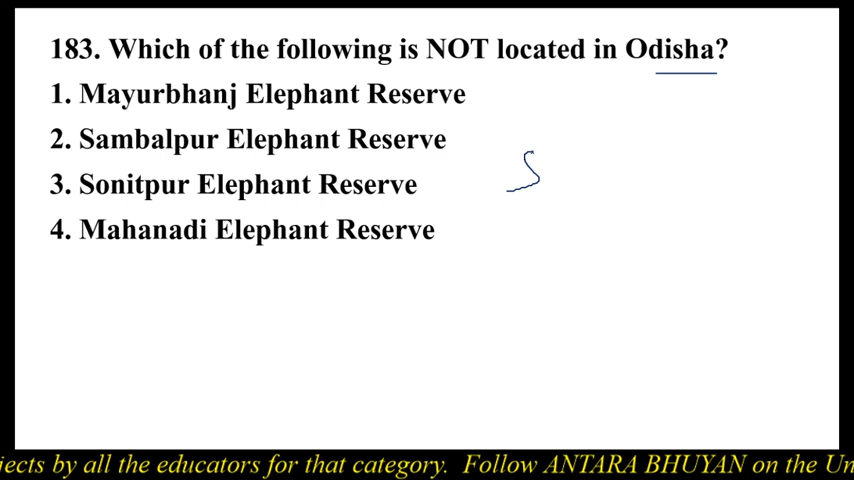 183. Which of the following is NOT located in Odisha?
1. Mayurbhanj Elephant Reserve
2. Sambalpur Elephant Reserve
3. Sonitpur Elephant Reserve
4. Mahanadi Elephant Reserve
jects by all the educators for that category. Follow ANTARA BHUYAN on the Un